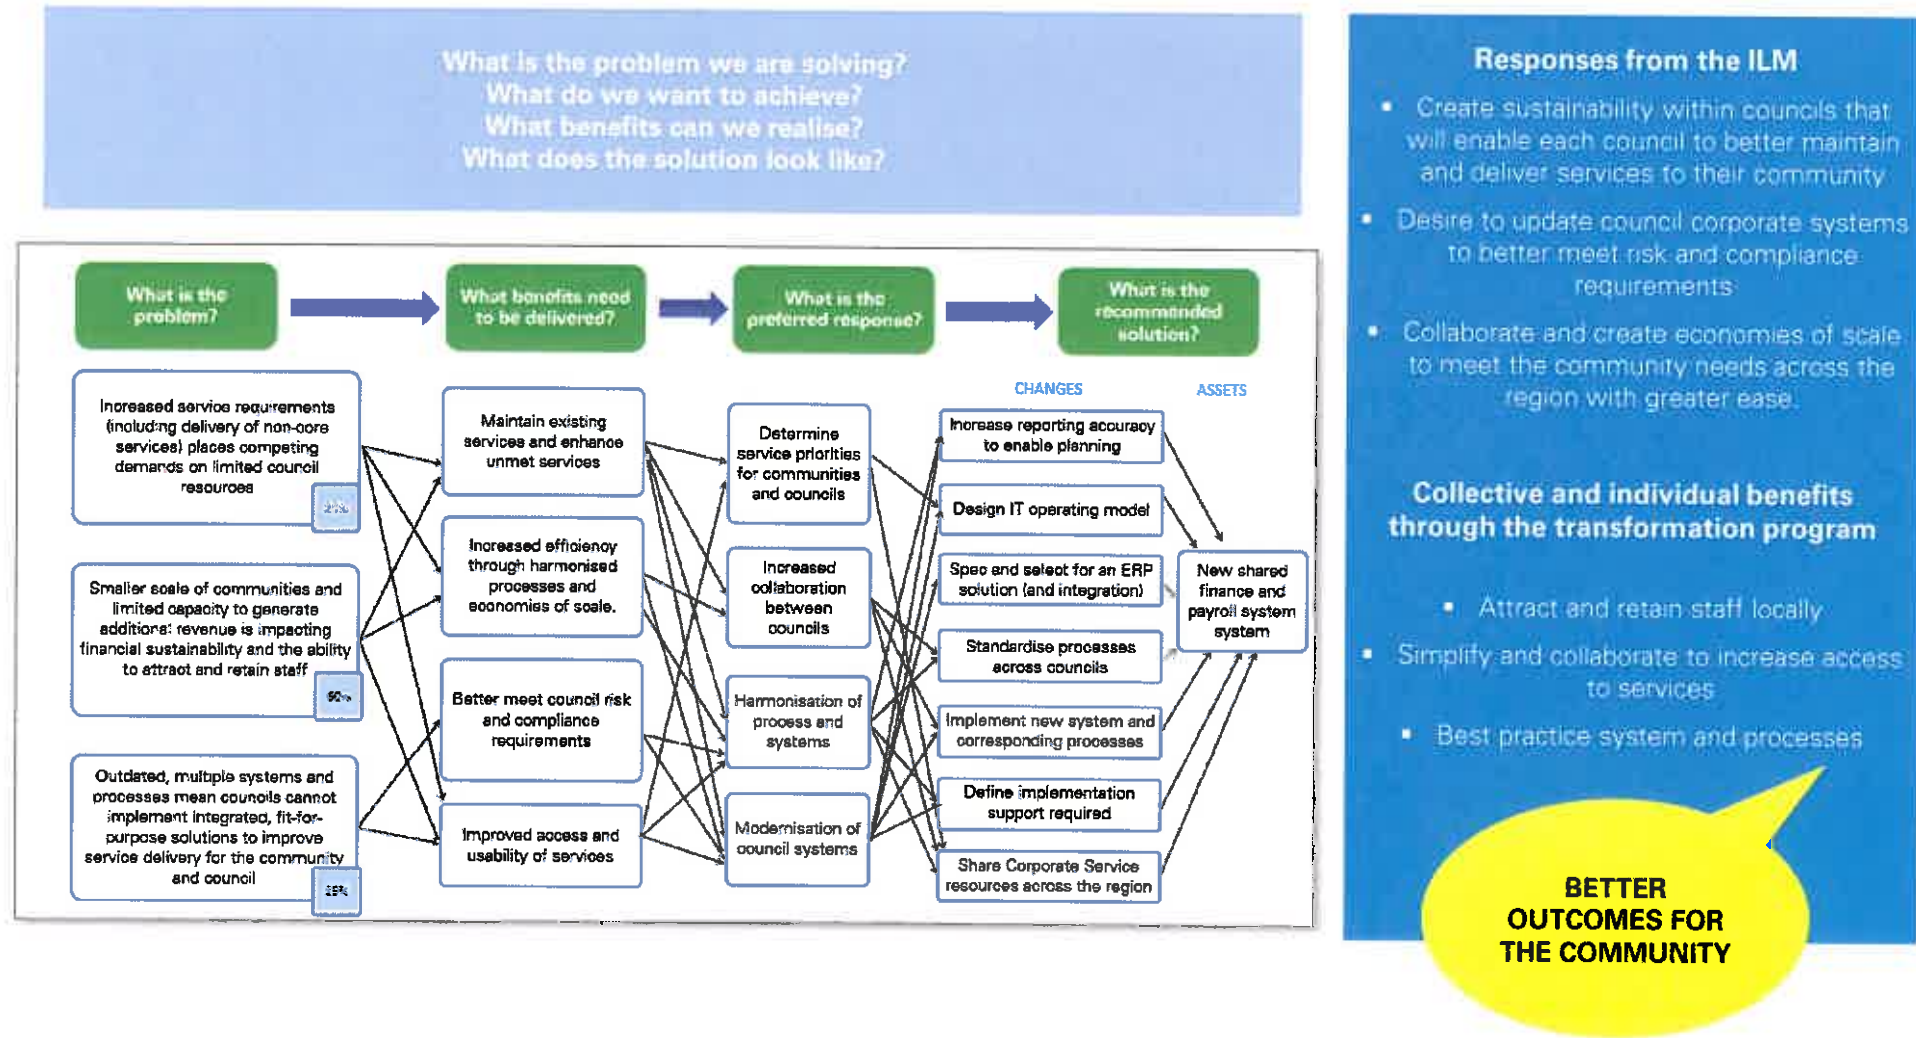 What is the problem we are solving?
What do we want to achieve?
What benefits can we realise?
What does the solution look like?
What is the
problem?
What benefits need
to be delivered?
What is the
preferred response?
What is the
recommended
solution?
CHANGES
ASSETS
Increased service requirements
(including delivery of non-core
services) places competing
demands on limited council
resources
Smaller scale of communities and
limited capacity to generate
additional revenue is impacting
financial sustainability and the ability
to attract and retain staff
Outdated, multiple systems and
processes mean councils cannot
implement integrated, fit-for-
purpose solutions to improve
service delivery for the community
and council
Maintain existing
services and enhance
unmet services
Increased efficiency
through harmonised
processes and
economies of scale.
Better meet council risk
and compliance
requirements
Improved access and
usability of services
Determine
service priorities
for communities
and councils
Increased
collaboration
between
councils
Harmonisation of
process and
systems
Modernisation of
council systems
Increase reporting accuracy
to enable planning
Design IT operating model
Spec and select for an ERP
solution (and integration)
Standardise processes
across councils
Implement new system and
corresponding processes
Define implementation
support required
Share Corporate Service
resources across the region
New shared
finance and
payroll system
system
Responses from the ILM
▪ Create sustainability within councils that
will enable each council to better maintain
and deliver services to their community
▪ Desire to update council corporate systems
to better meet risk and compliance
requirements
▪ Collaborate and create economies of scale
to meet the community needs across the
region with greater ease.
Collective and individual benefits
through the transformation program
▪ Attract and retain staff locally
▪ Simplify and collaborate to increase access
to services
▪ Best practice system and processes
BETTER
OUTCOMES FOR
THE COMMUNITY